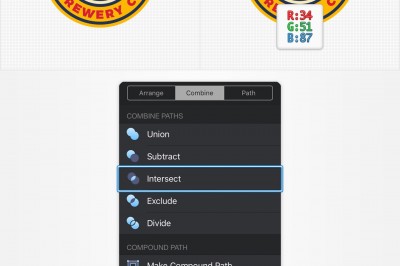 BREWERY C
REWERY C
R:34
G:51
B:87
Arrange
Combine
Path
COMBINE PATHS
Union
Subtract
Intersect
Exclude
Divide
COMPOUND PATH
Make Compound Path